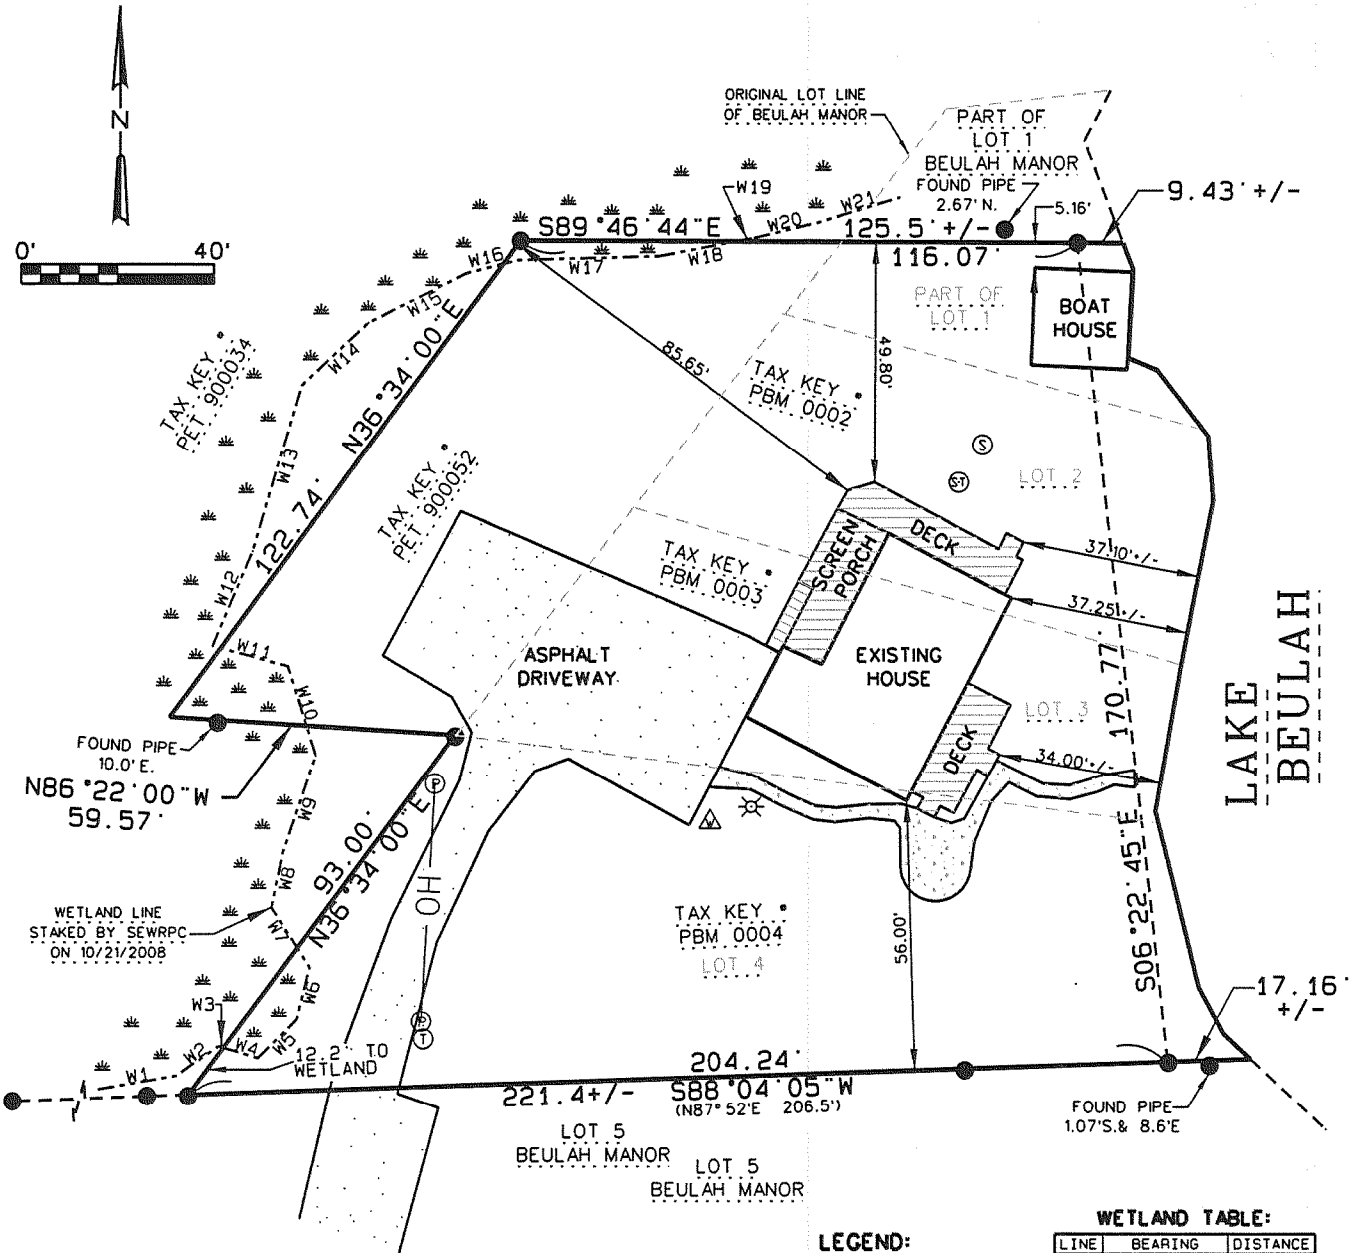 N
0' 40'
ORIGINAL LOT LINE
OF BEULAH MANOR
PART OF
LOT 1
BEULAH MANOR
FOUND PIPE
2.67' N.
5.16'
9.43'+/-
W19
W20
W21
S89°46'44"E
125.5'+/-
116.07'
W16
W17
W18
PART OF
LOT 1
BOAT
HOUSE
W15
W14
TAX KEY *
PET 900034
N36°34'00"E
122.74'
85.65'
49.80'
TAX KEY *
PBM 0002
W13
TAX KEY *
PET 900052
S
ST
LOT 2
DECK
SCREEN
PORCH
37.10'+/-
TAX KEY *
PBM 0003
37.25'+/-
W12
W11
W10
ASPHALT
DRIVEWAY
EXISTING
HOUSE
LAKE
BEULAH
LOT 3
170.77'
S06°22'45"E
DECK
34.00'+/-
FOUND PIPE
10.0' E.
N86°22'00"W
59.57'
P
W
W9
W8
93.00'
N36°34'00"E
OH
WETLAND LINE
STAKED BY SEWRPC
ON 10/21/2008
W7
TAX KEY *
PBM 0004
LOT 4
56.00'
W6
W3
W5
W4
W2
W1
P
T
12.2" TO
WETLAND
17.16'
+/-
204.24'
221.4+/- S88°04'05"W
(N87°52'E 206.5')
FOUND PIPE
1.07'S.& 8.6'E
LOT 5
BEULAH MANOR
LOT 5
BEULAH MANOR
LEGEND:
WETLAND TABLE:
LINE BEARING DISTANCE